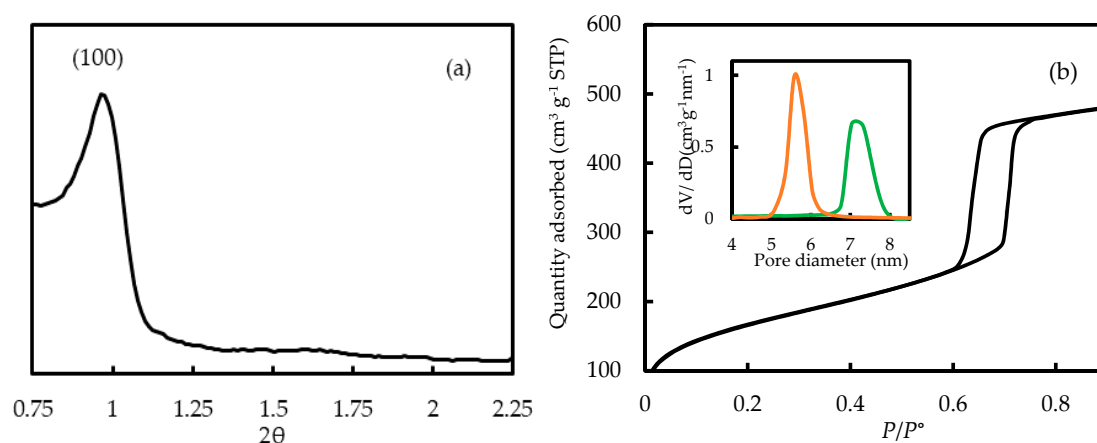 (100)
(a)
0.75 1 1.25 1.5 1.75 2 2.25
2θ
600
500
400
300
200
100
Quantity adsorbed (cm³ g⁻¹ STP)
(b)
1
0.5
0
dV/ dD(cm³g⁻¹nm⁻¹)
4 5 6 7 8
Pore diameter (nm)
0 0.2 0.4 0.6 0.8
P/P°